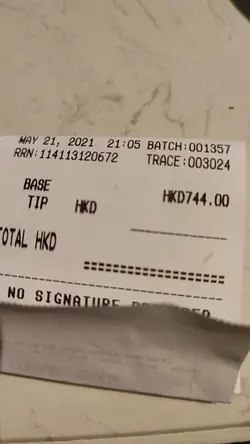 MAY 21, 2021 21:05 BATCH:001357
RRN:114113120672 TRACE:003024
BASE HKD744.00
TIP HKD
TOTAL HKD
NO SIGNATURE